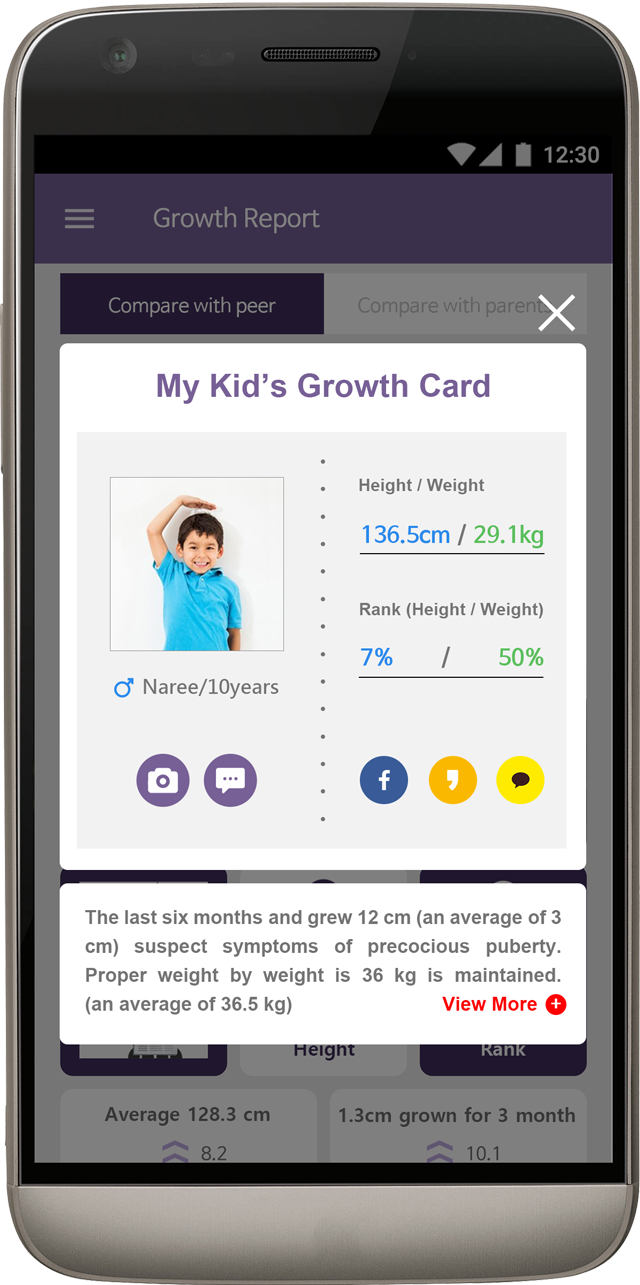 12:30
Growth Report
Compare with peer
Compare with parents
My Kid’s Growth Card
Height / Weight
136.5cm / 29.1kg
Rank (Height / Weight)
7% / 50%
Naree/10years
The last six months and grew 12 cm (an average of 3
cm) suspect symptoms of precocious puberty.
Proper weight by weight is 36 kg is maintained.
(an average of 36.5 kg)
View More
Height
Rank
Average 128.3 cm
8.2
1.3cm grown for 3 month
10.1